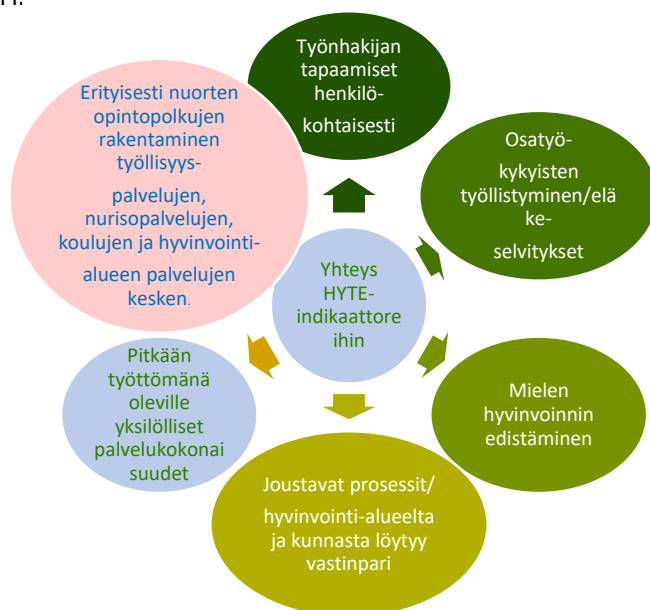 Työnhakijan
tapaamiset
henkilö-
kohtaisesti
Erityisesti nuorten
opintopolkujen
rakentaminen
työllisyys-
palvelujen,
nurisopalvelujen,
koulujen ja hyvinvointi-
alueen palvelujen
kesken.
Osatyö-
kykyisten
työllistyminen/elä
ke-
selvitykset
Yhteys
HYTE-
indikaattore
ihin
Pitkään
työttömänä
oleville
yksilölliset
palvelukokonai
suudet
Mielen
hyvinvoinnin
edistäminen
Joustavat prosessit/
hyvinvointi-alueelta
ja kunnasta löytyy
vastinpari